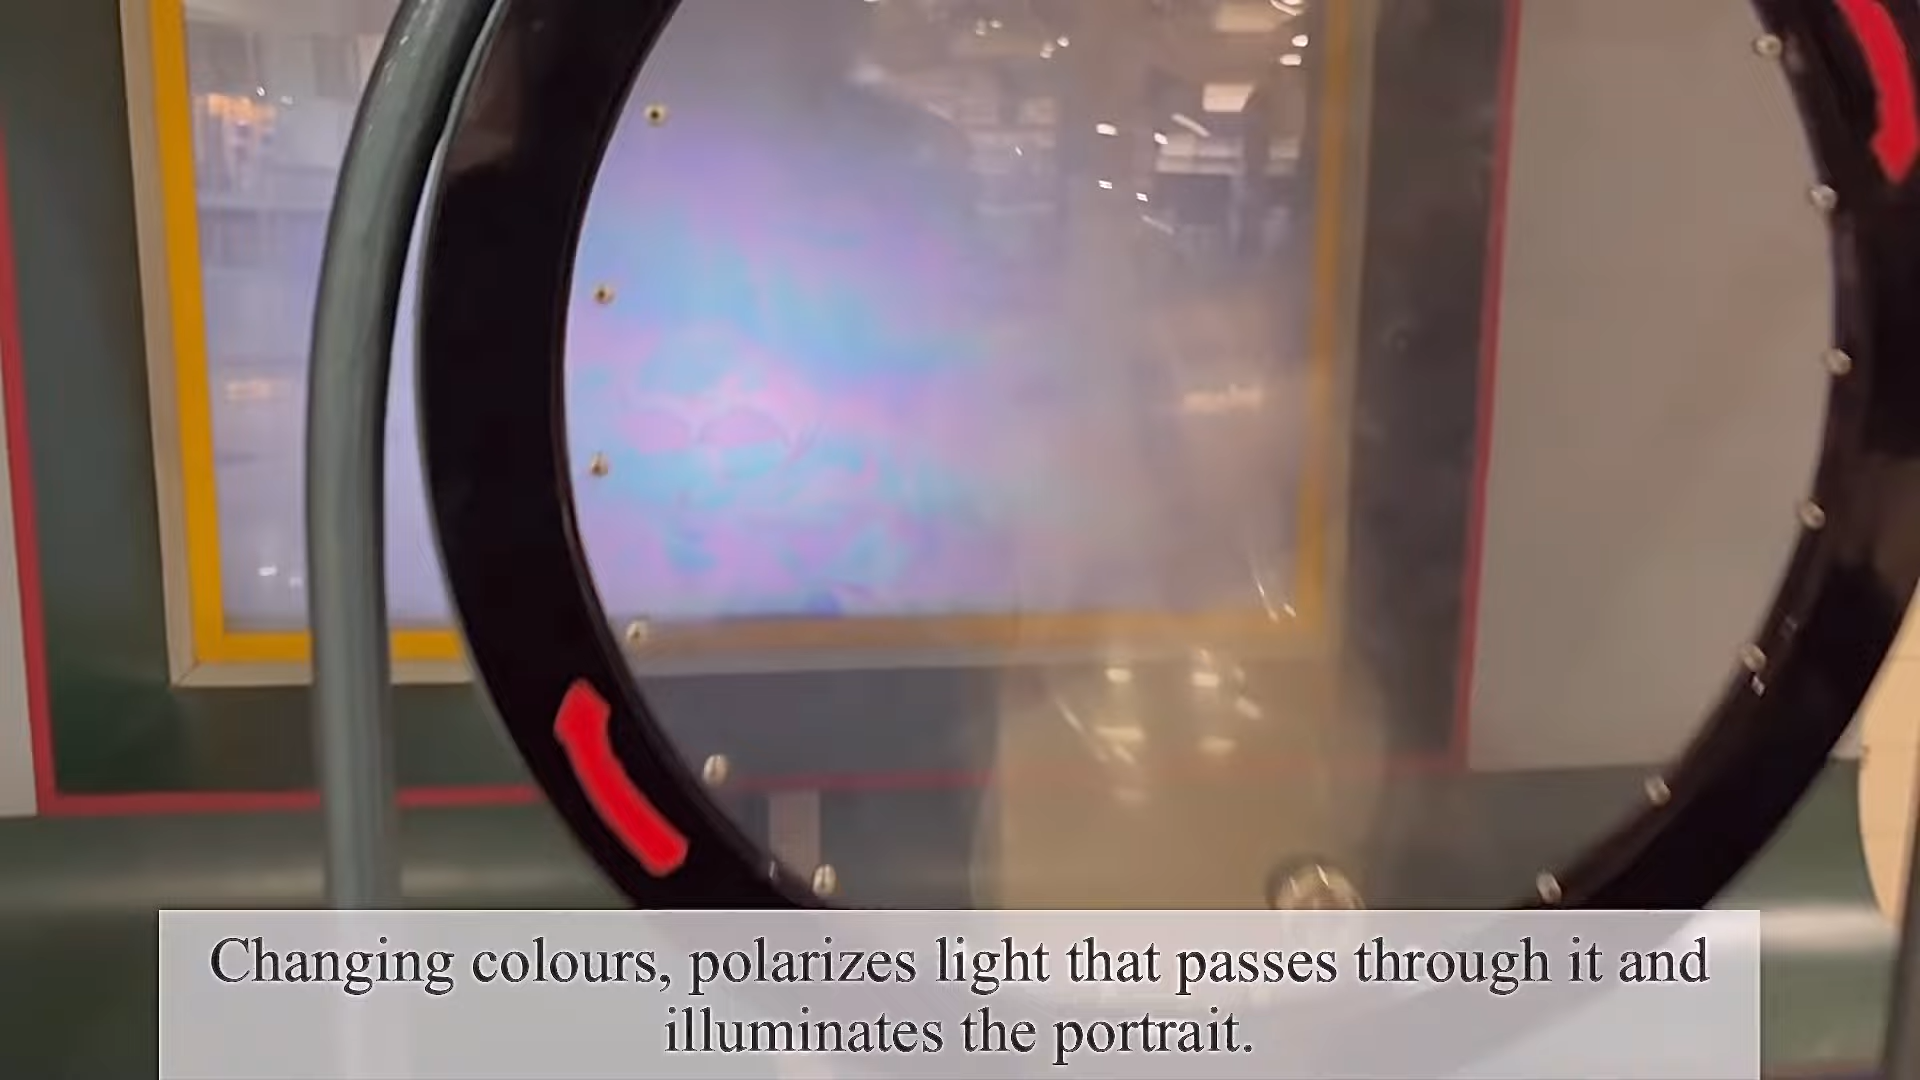 Changing colours, polarizes light that passes through it and
illuminates the portrait.